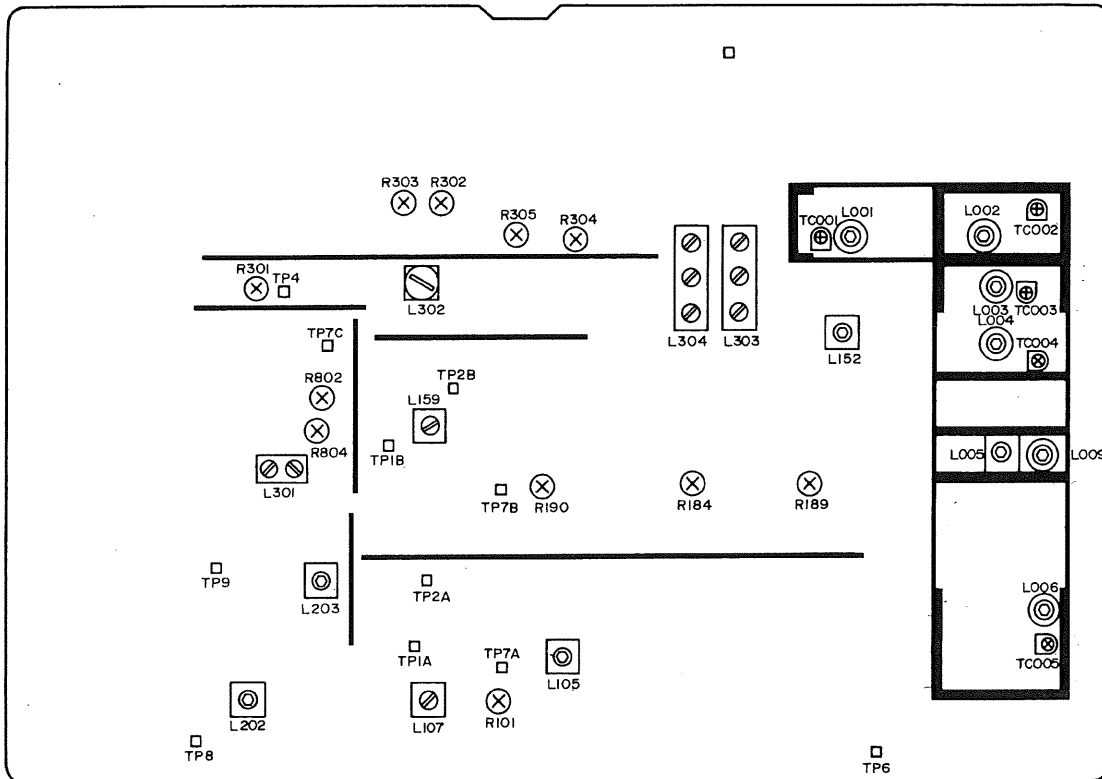 R303 R302
R305 R304
TC001 L001 L002 TC002
R301 TP4
L302
L003 TC003
L004
TC004
L304 L303
L152
TP7C
TP2B
R802
L159
R804
TP1B
L005 L009
L301
TP7B R190 R184 R189
TP9
L203
TP2A
L006
TC005
TP1A
TP7A
L105
L202
L107 R101
TP8
TP6